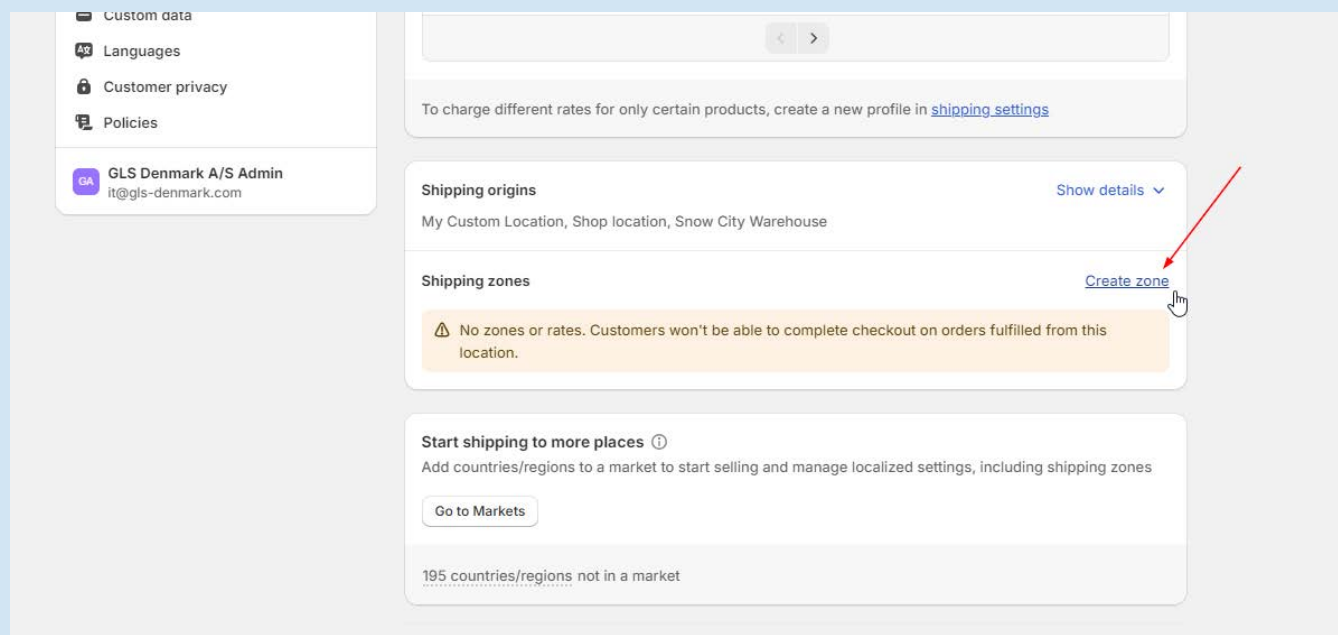 Custom data
Languages
Customer privacy
Policies
GA
GLS Denmark A/S Admin
it@gls-denmark.com
To charge different rates for only certain products, create a new profile in shipping settings
Shipping origins
Show details
My Custom Location, Shop location, Snow City Warehouse
Shipping zones
Create zone
No zones or rates. Customers won't be able to complete checkout on orders fulfilled from this
location.
Start shipping to more places
Add countries/regions to a market to start selling and manage localized settings, including shipping zones
Go to Markets
195 countries/regions not in a market